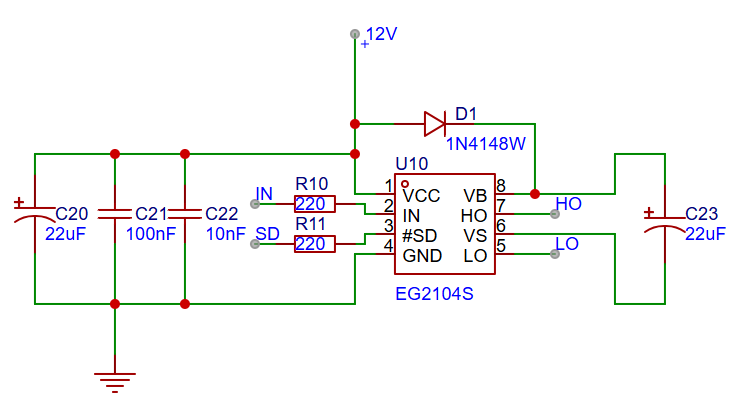 12V
+
D1
1N4148W
U10
IN
R10
220
SD
R11
220
1
2
3
4
VCC
IN
#SD
GND
VB
HO
VS
LO
8
7
6
5
HO
LO
EG2104S
+
C20
22uF
C21
100nF
C22
10nF
+
C23
22uF